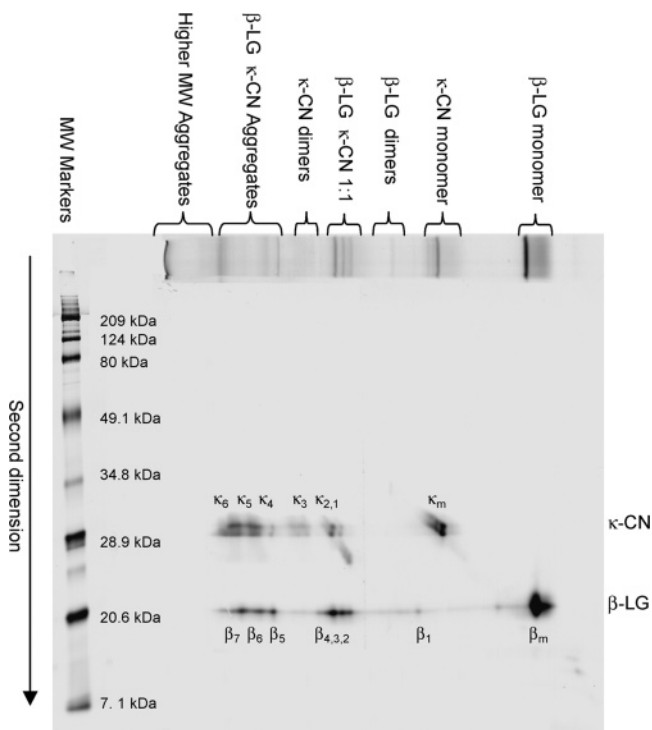 MW Markers
Higher MW Aggregates
β-LG κ-CN Aggregates
κ-CN dimers
β-LG κ-CN 1:1
β-LG dimers
κ-CN monomer
β-LG monomer
Second dimension
209 kDa
124 kDa
80 kDa
49.1 kDa
34.8 kDa
28.9 kDa
20.6 kDa
7. 1 kDa
κ6 κ5 κ4 κ3 κ2,1 κm
κ-CN
β-LG
β7 β6 β5 β4,3,2 β1 βm